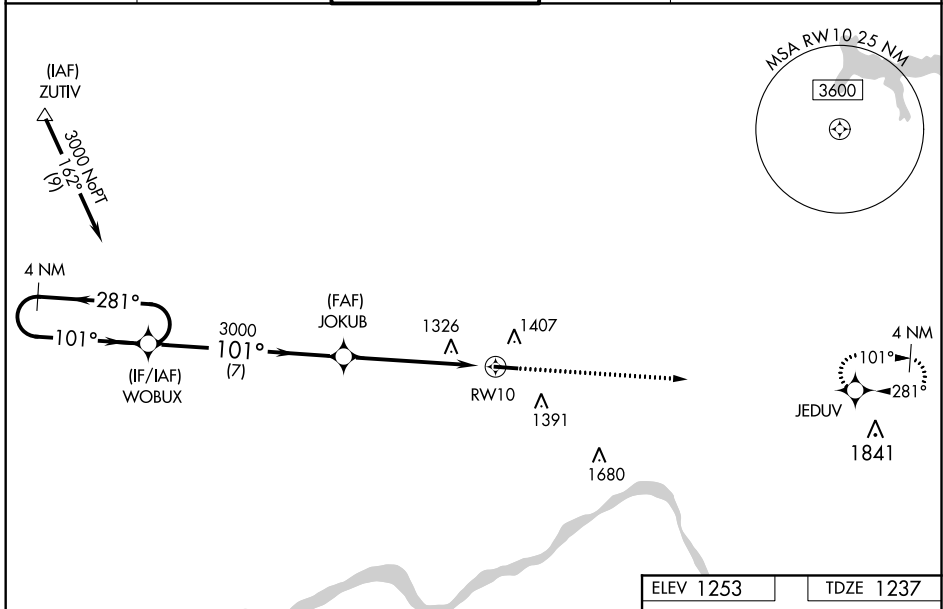 MSA RW10 25 NM
3600
(IAF)
ZUTIV
3000 NoPT
162°
(9)
4 NM
281°
101°
(IF/IAF)
WOBUX
3000
101°
(7)
(FAF)
JOKUB
1326
1407
RW10
1391
1680
4 NM
101°
281°
JEDUV
1841
ELEV 1253
TDZE 1237